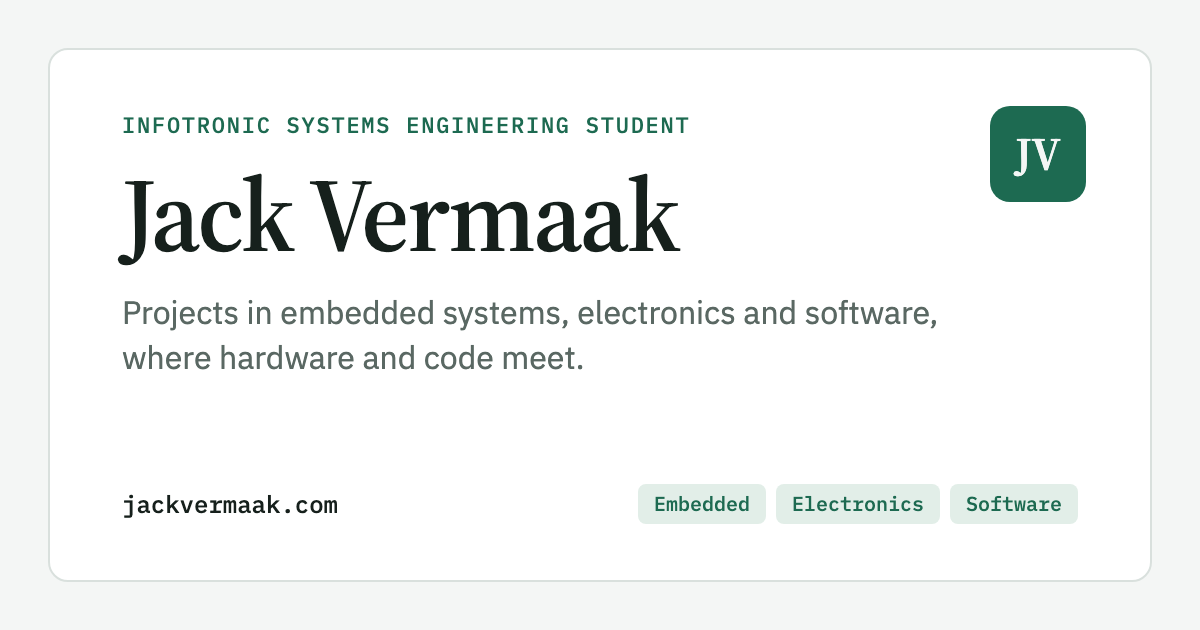 INFOTRONIC SYSTEMS ENGINEERING STUDENT
JV
Jack Vermaak
Projects in embedded systems, electronics and software,
where hardware and code meet.
jackvermaak.com
Embedded Electronics Software